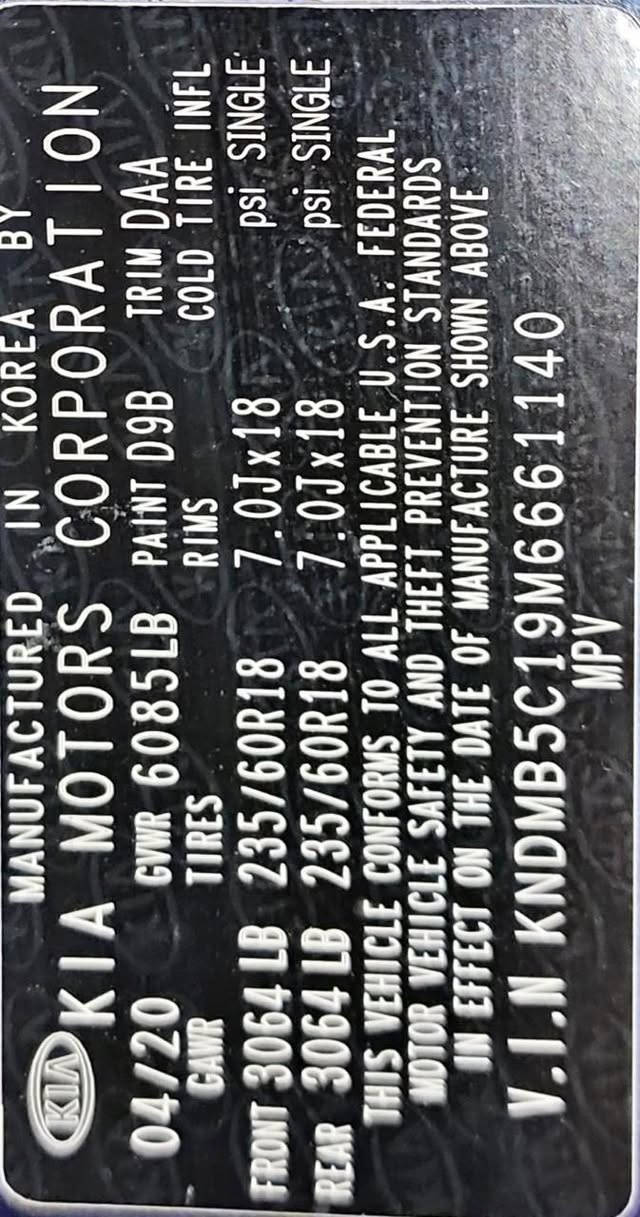 MANUFACTURED IN KOREA BY
KIA KIA MOTORS CORPORATION
04/20 GVWR 6085LB PAINT D9B TRIM DAA
GAWR TIRES RIMS COLD TIRE INFL
FRONT 3064 LB 235/60R18 7.0Jx18 psi SINGLE
REAR 3064 LB 235/60R18 7.0Jx18 psi SINGLE
THIS VEHICLE CONFORMS TO ALL APPLICABLE U.S.A. FEDERAL
MOTOR VEHICLE SAFETY AND THEFT PREVENTION STANDARDS
IN EFFECT ON THE DATE OF MANUFACTURE SHOWN ABOVE
V.I.N KNDMB5C19M6661140
MPV